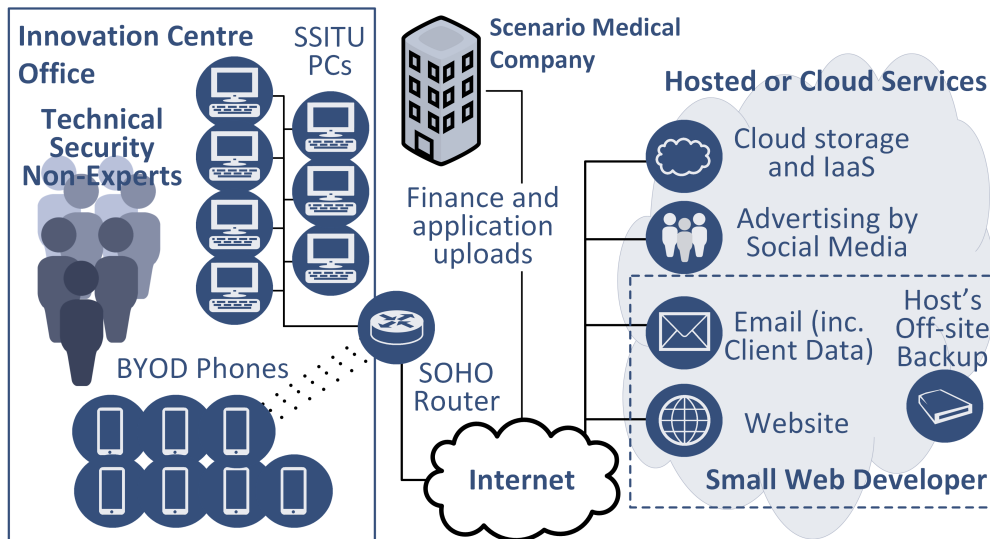 Innovation Centre
Office
SSITU
PCs
Technical
Security
Non-Experts
BYOD Phones
Scenario Medical
Company
Finance and
application
uploads
SOHO
Router
Internet
Hosted or Cloud Services
Cloud storage
and IaaS
Advertising by
Social Media
Email (inc.
Client Data)
Host's
Off-site
Backup
Website
Small Web Developer